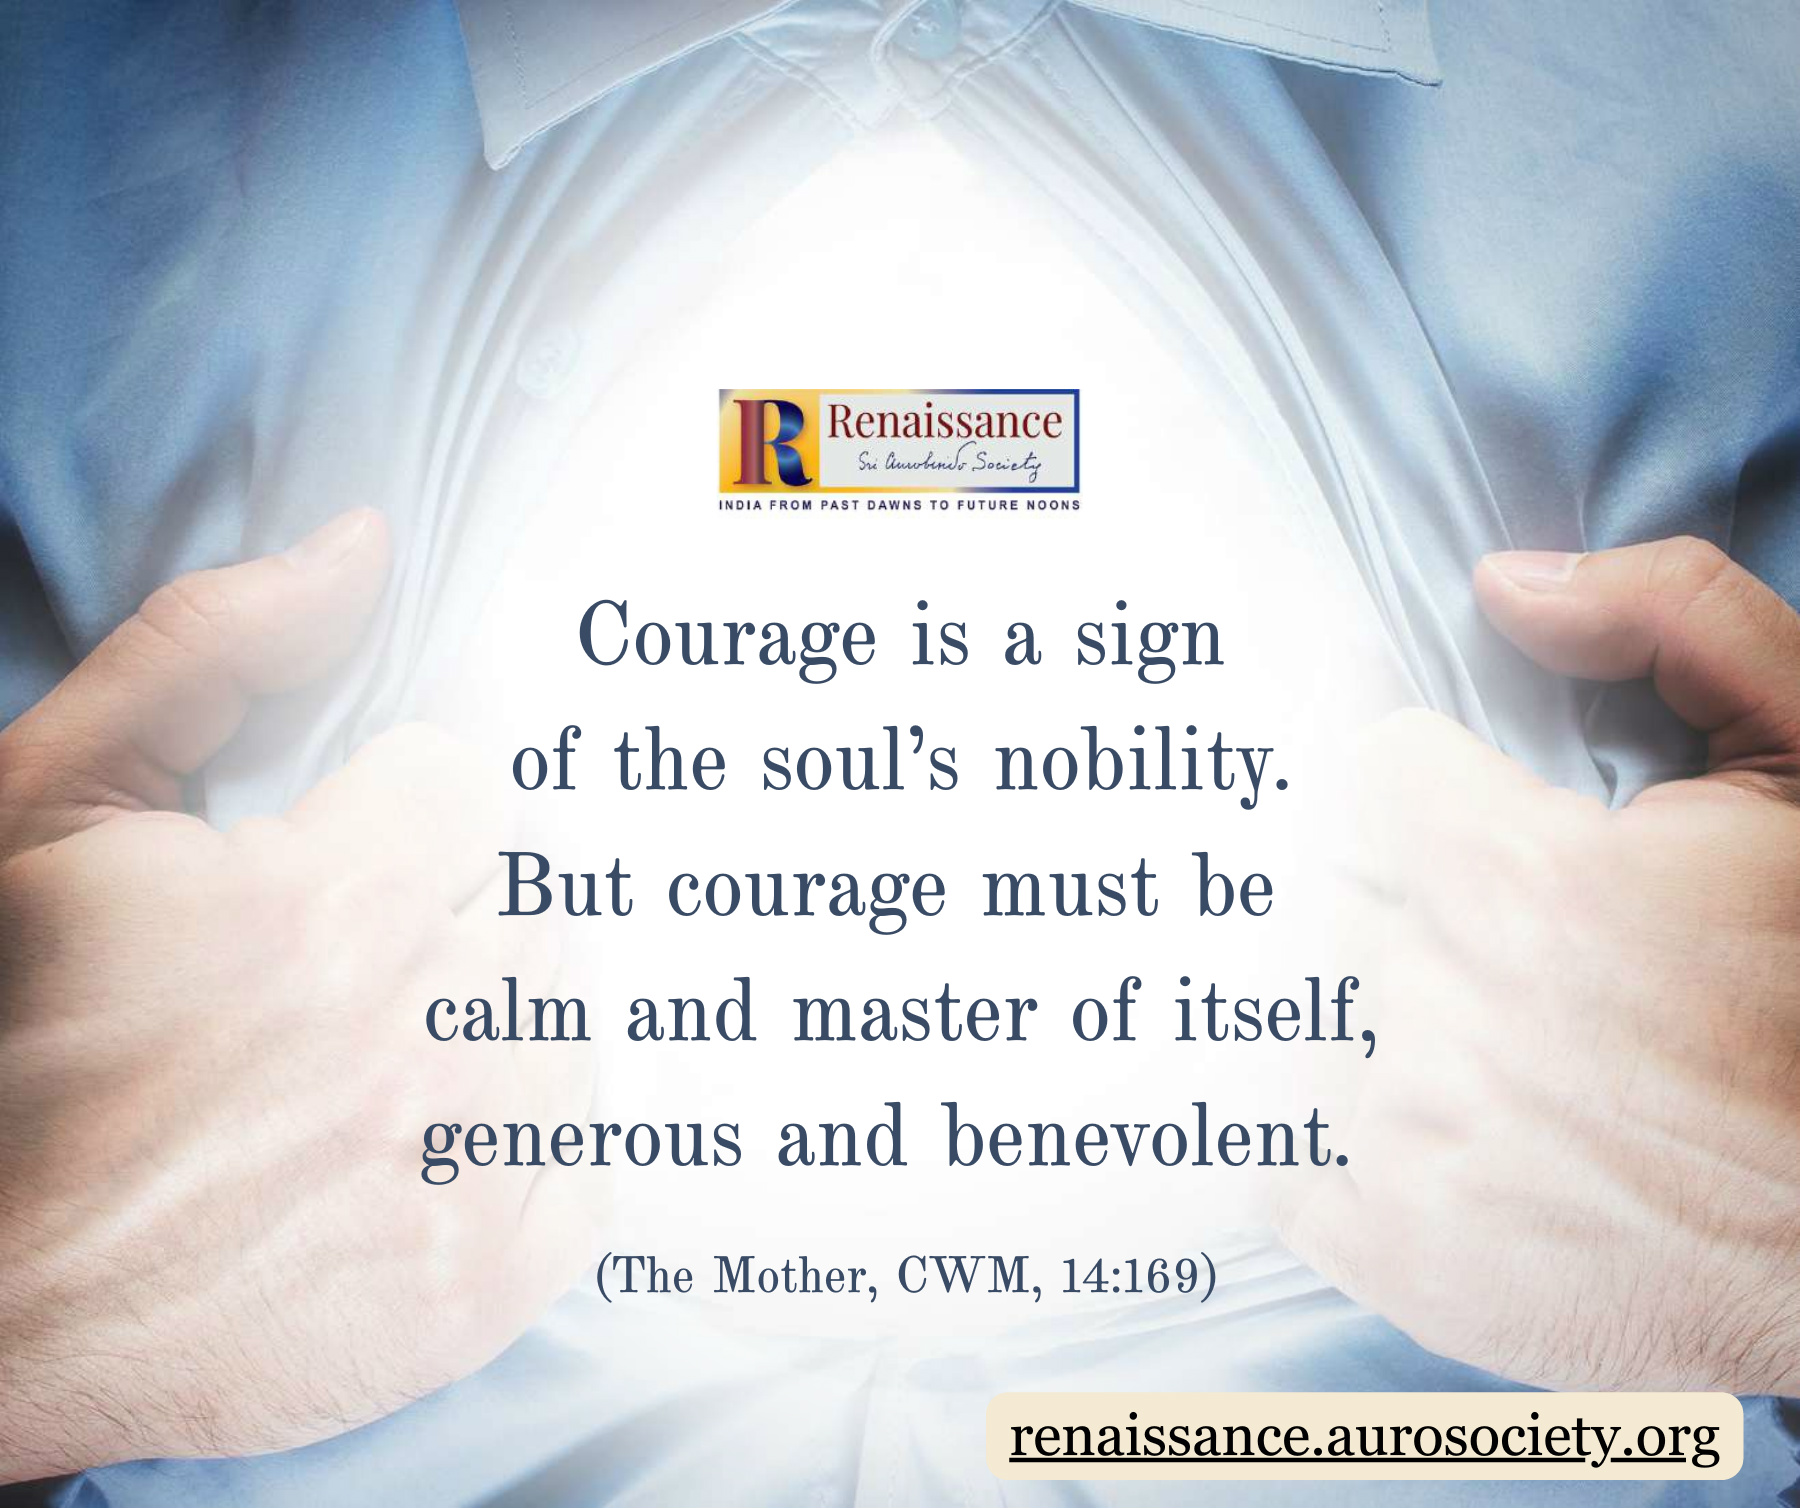 R Renaissance
Sri Aurobindo Society
INDIA FROM PAST DAWNS TO FUTURE NOONS
Courage is a sign
of the soul’s nobility.
But courage must be
calm and master of itself,
generous and benevolent.
(The Mother, CWM, 14:169)
renaissance.aurosociety.org